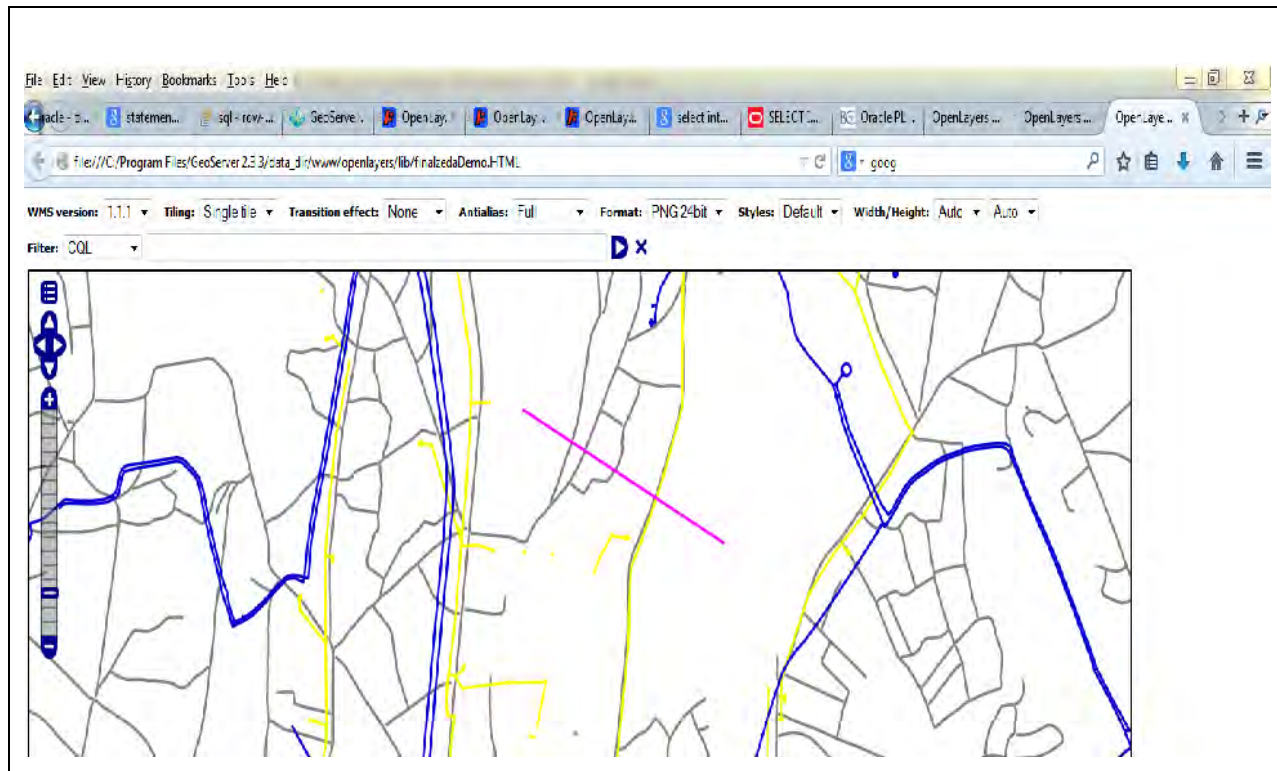 File Edit View History Bookmarks Tools Help
statemen... sql - row-... GeoServe... OpenLay... OpenLay... OpenLay... select int... SELECT I... Oracle PL... OpenLayers ... OpenLayers ... OpenLaye...
file:///C:/Program Files/GeoServer 2.3.3/data_dir/www/openlayers/lib/finalzedaDemo.HTML goog
WMS version: 1.1.1 Tiling: Single tile Transition effect: None Antialias: Full Format: PNG 24bit Styles: Default Width/Height: Auto Auto
Filter: CQL